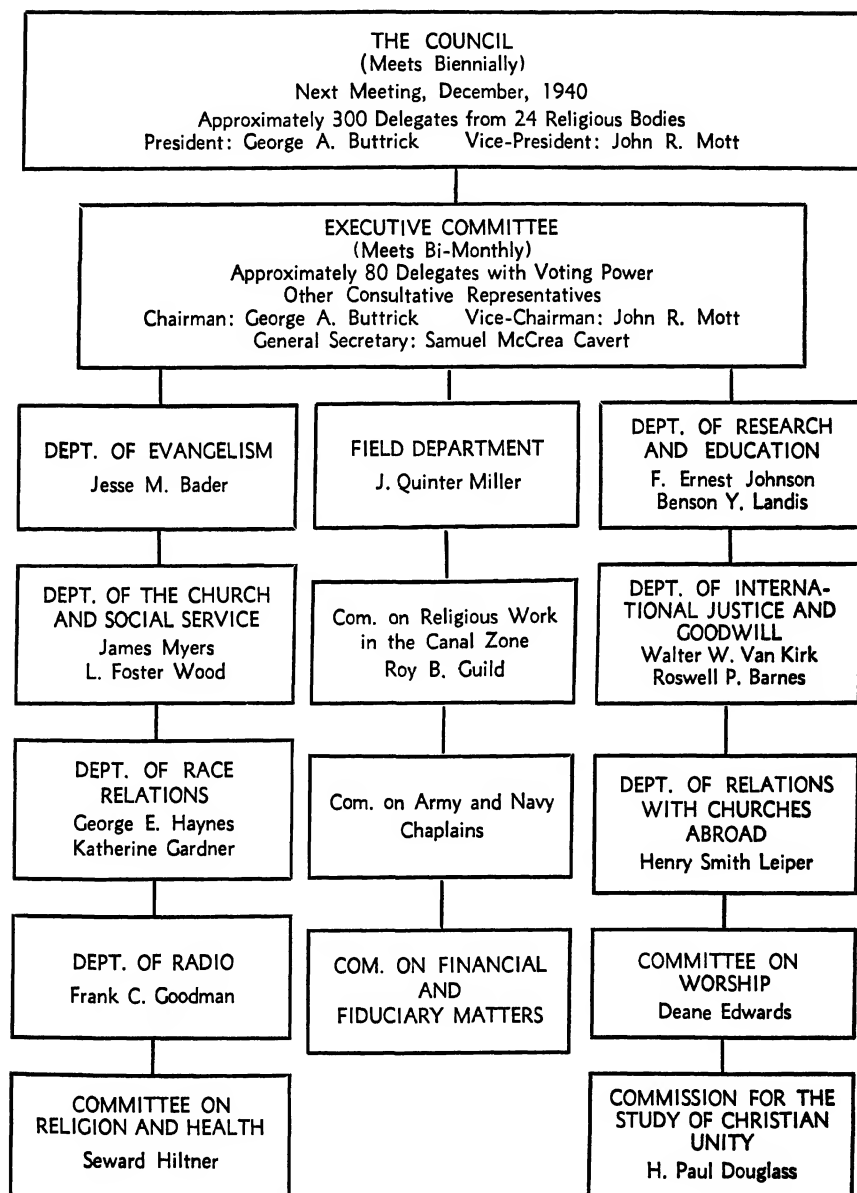 THE COUNCIL
(Meets Biennially)
Next Meeting, December, 1940
Approximately 300 Delegates from 24 Religious Bodies
President: George A. Buttrick Vice-President: John R. Mott
EXECUTIVE COMMITTEE
(Meets Bi-Monthly)
Approximately 80 Delegates with Voting Power
Other Consultative Representatives
Chairman: George A. Buttrick Vice-Chairman: John R. Mott
General Secretary: Samuel McCrea Cavert
DEPT. OF EVANGELISM
Jesse M. Bader
FIELD DEPARTMENT
J. Quinter Miller
DEPT. OF RESEARCH
AND EDUCATION
F. Ernest Johnson
Benson Y. Landis
DEPT. OF THE CHURCH
AND SOCIAL SERVICE
James Myers
L. Foster Wood
Com. on Religious Work
in the Canal Zone
Roy B. Guild
DEPT. OF INTERNA-
TIONAL JUSTICE AND
GOODWILL
Walter W. Van Kirk
Roswell P. Barnes
DEPT. OF RACE
RELATIONS
George E. Haynes
Katherine Gardner
Com. on Army and Navy
Chaplains
DEPT. OF RELATIONS
WITH CHURCHES
ABROAD
Henry Smith Leiper
DEPT. OF RADIO
Frank C. Goodman
COM. ON FINANCIAL
AND
FIDUCIARY MATTERS
COMMITTEE ON
WORSHIP
Deane Edwards
COMMITTEE ON
RELIGION AND HEALTH
Seward Hiltner
COMMISSION FOR THE
STUDY OF CHRISTIAN
UNITY
H. Paul Douglass